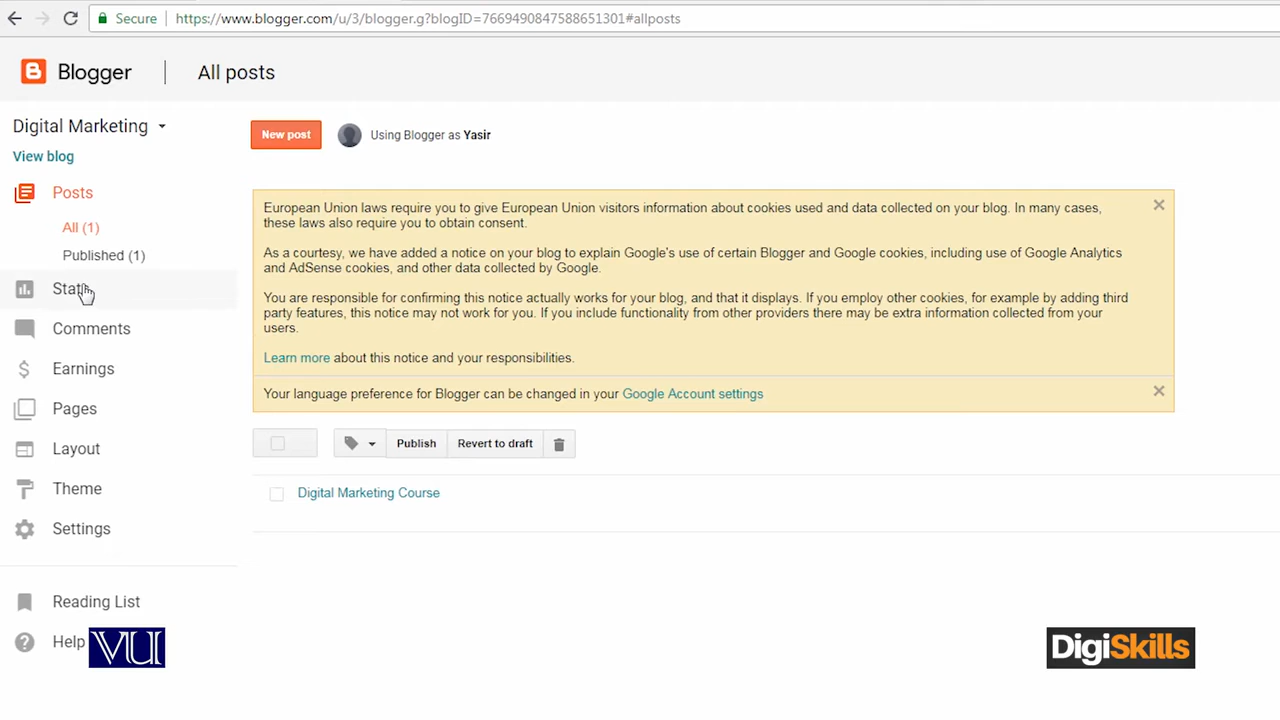 Secure https://www.blogger.com/u/3/blogger.g?blogID=7669490847588651301#allposts
Blogger All posts
Digital Marketing
View blog
Posts
All (1)
Published (1)
Stats
Comments
Earnings
Pages
Layout
Theme
Settings
Reading List
Help
New post Using Blogger as Yasir
European Union laws require you to give European Union visitors information about cookies used and data collected on your blog. In many cases,
these laws also require you to obtain consent.
As a courtesy, we have added a notice on your blog to explain Google's use of certain Blogger and Google cookies, including use of Google Analytics
and AdSense cookies, and other data collected by Google.
You are responsible for confirming this notice actually works for your blog, and that it displays. If you employ other cookies, for example by adding third
party features, this notice may not work for you. If you include functionality from other providers there may be extra information collected from your
users.
Learn more about this notice and your responsibilities.
Your language preference for Blogger can be changed in your Google Account settings
Publish Revert to draft
Digital Marketing Course
VU
DigiSkills